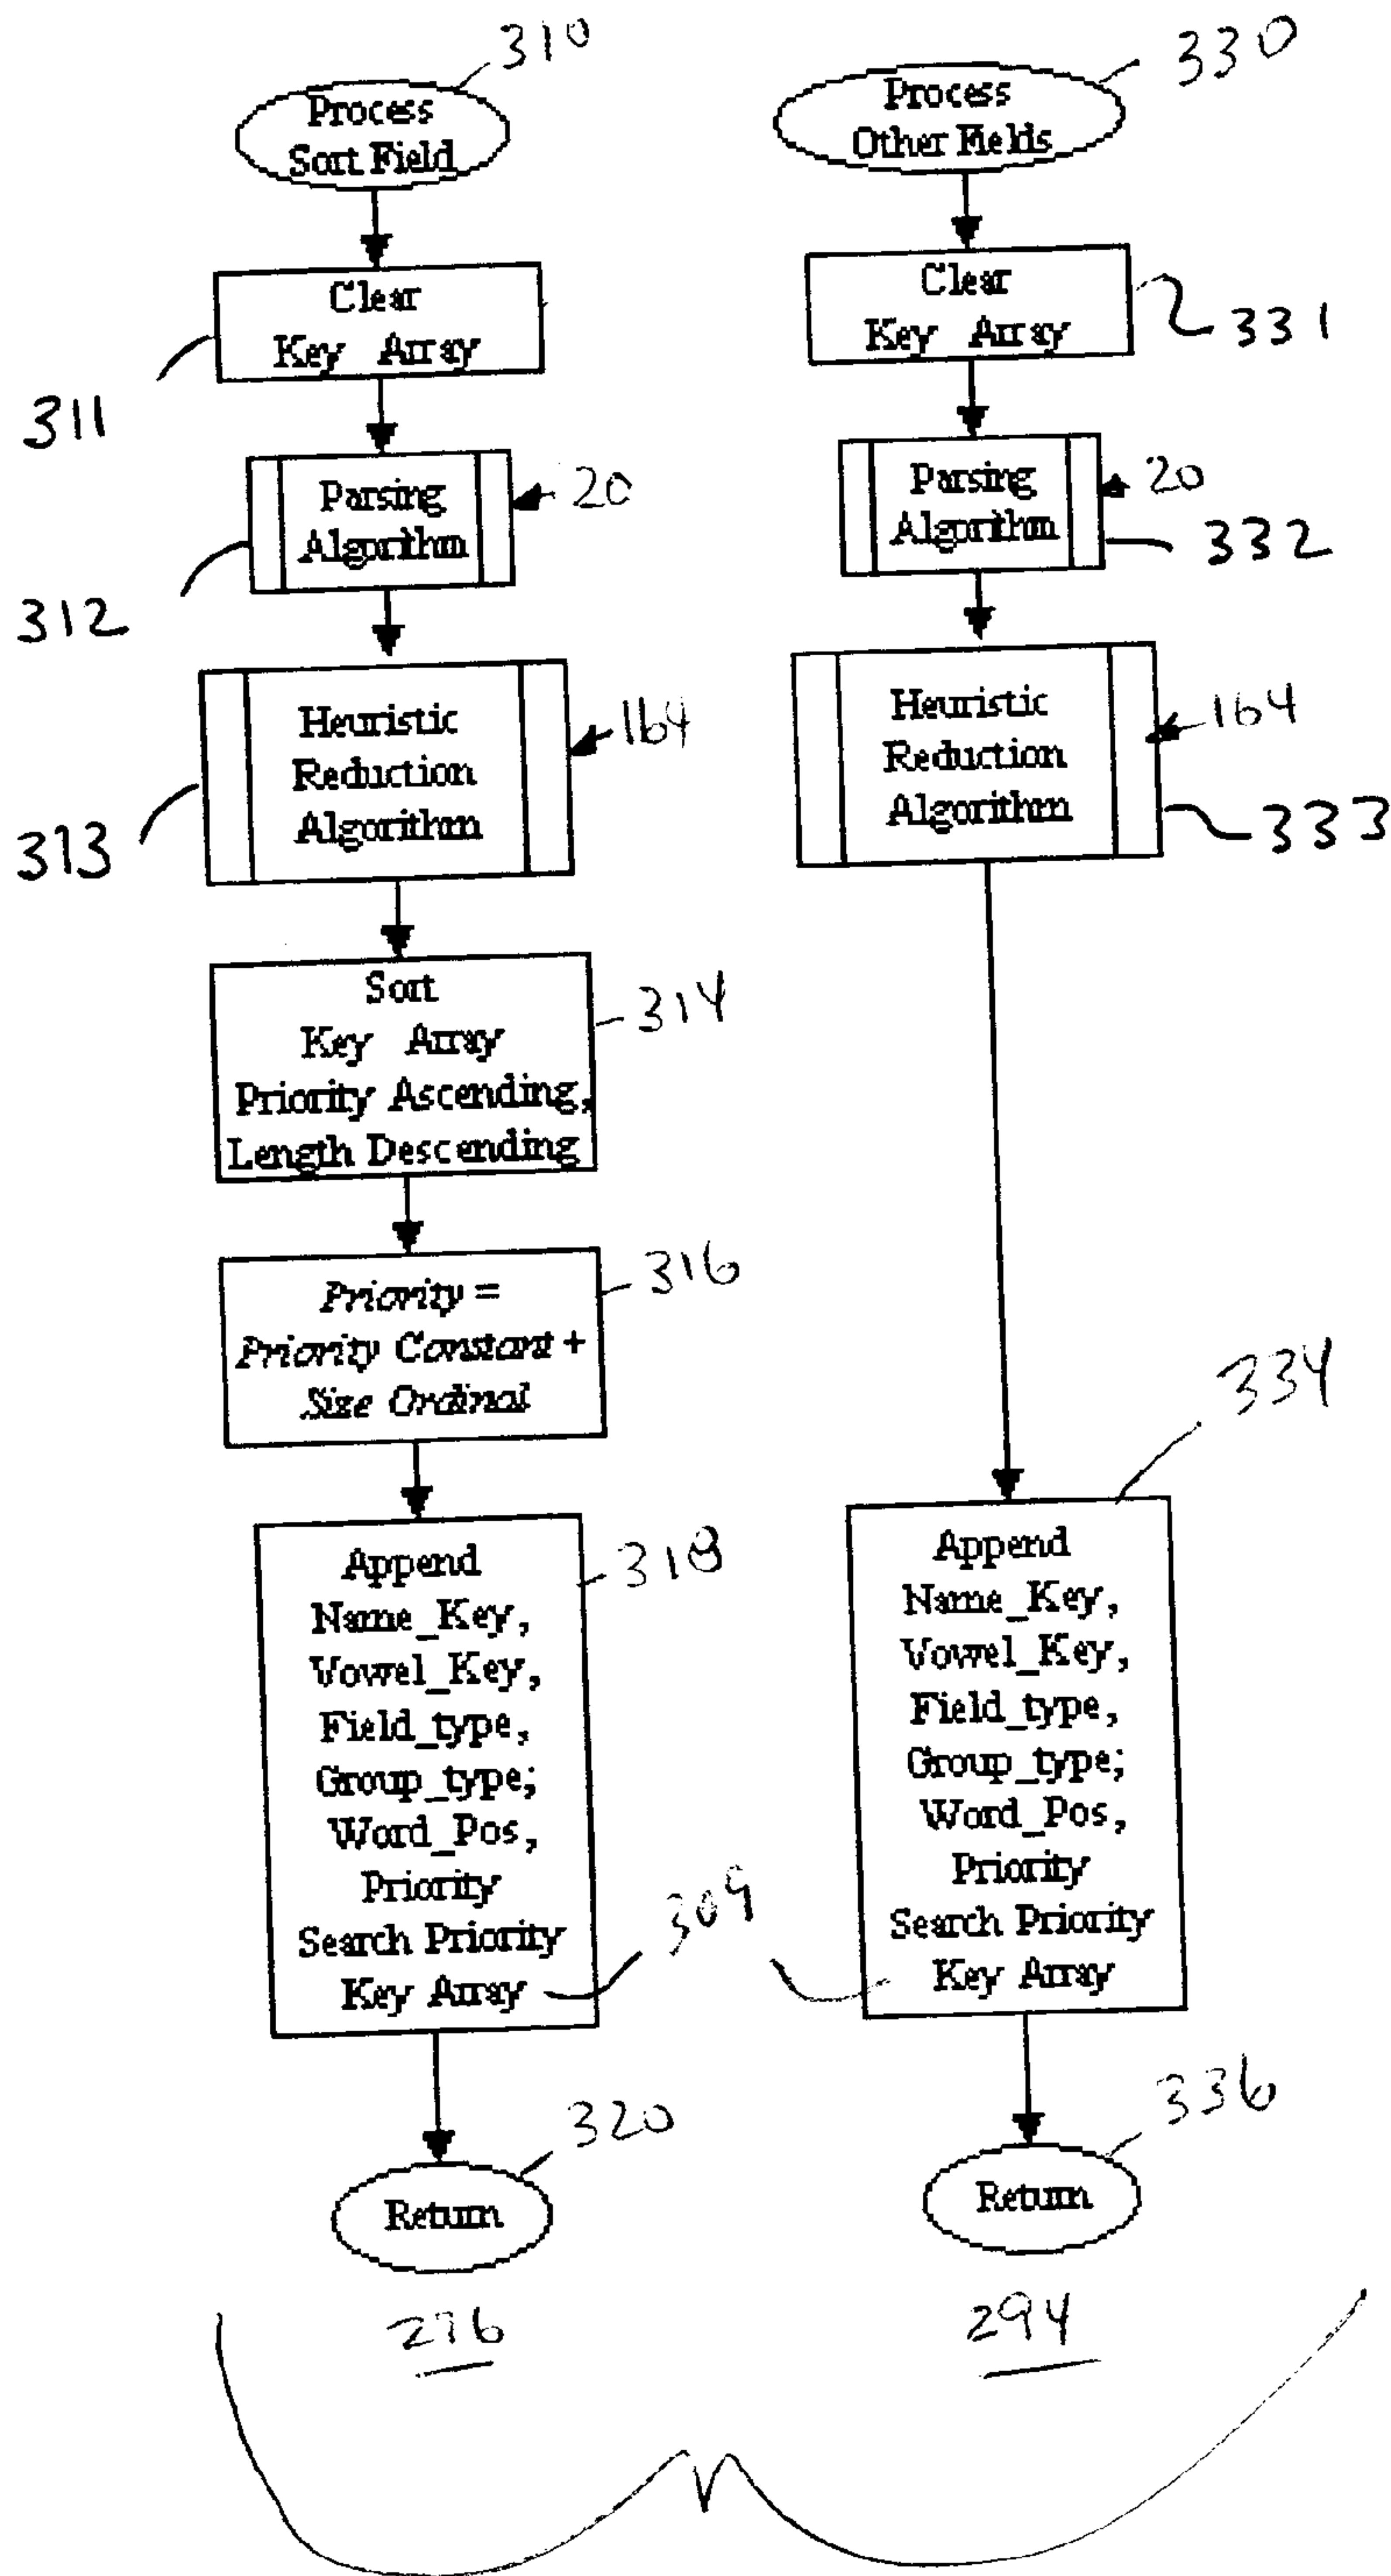 310
Process
Sort Field
311
Clear
Key Array
312
Parsing
Algorithm
20
313
Heuristic
Reduction
Algorithm
164
Sort
Key Array
Priority Ascending,
Length Descending
314
Priority =
Priority Constant +
Size Ordinal
316
Append
Name_Key,
Vowel_Key,
Field_type,
Group_type;
Word_Pos,
Priority
Search Priority
Key Array
318
309
320
Return
276
330
Process
Other Fields
Clear
Key Array
331
Parsing
Algorithm
20
332
Heuristic
Reduction
Algorithm
164
333
334
Append
Name_Key,
Vowel_Key,
Field_type,
Group_type;
Word_Pos,
Priority
Search Priority
Key Array
336
Return
294